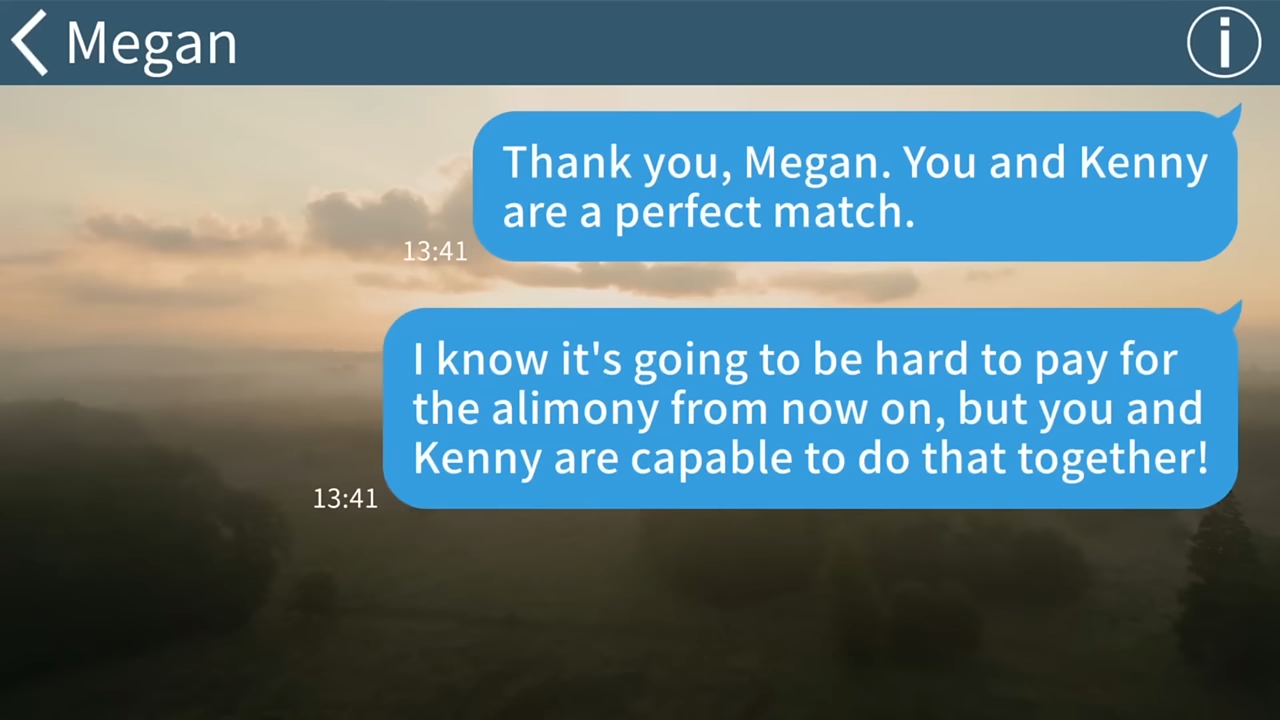 Megan
Thank you, Megan. You and Kenny
are a perfect match.
13:41
I know it's going to be hard to pay for
the alimony from now on, but you and
Kenny are capable to do that together!
13:41